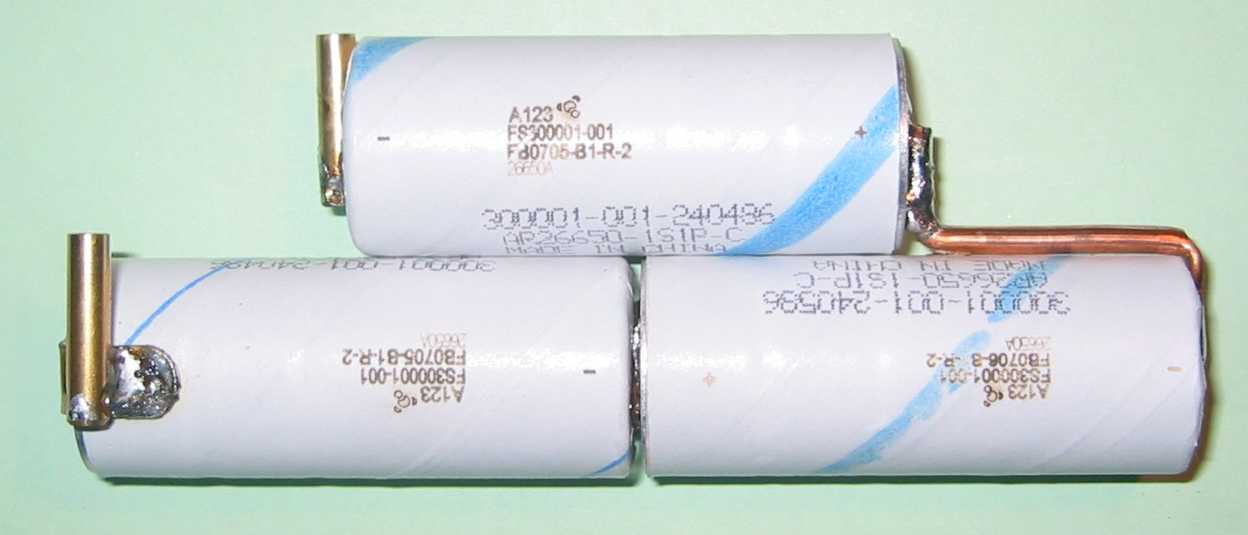 -
+
A123
FS300001-001
FB0705-B1-R-2
26650A
300001-001-240486
AR26650-1S1P-C
MADE IN CHINA
300001-001-240486
26650A
FB0705-B1-R-2
FS300001-001
A123
-
MADE IN CHINA
AR26650-1S1P-C
300001-001-240586
26650A
FS300001-001
A123
+
-